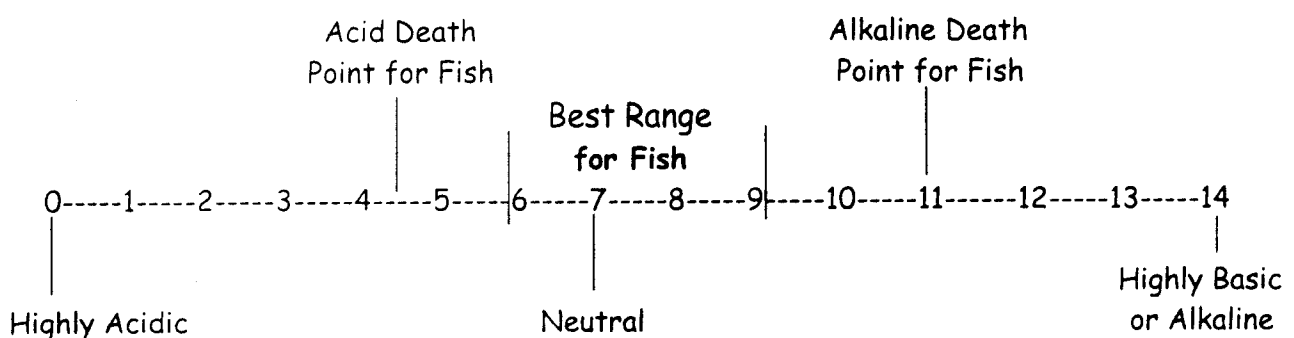 Acid Death
Point for Fish
Alkaline Death
Point for Fish
Best Range
for Fish
0-----1-----2-----3-----4-----5-----6-----7-----8-----9-----10-----11-----12-----13-----14
Highly Acidic
Neutral
Highly Basic
or Alkaline